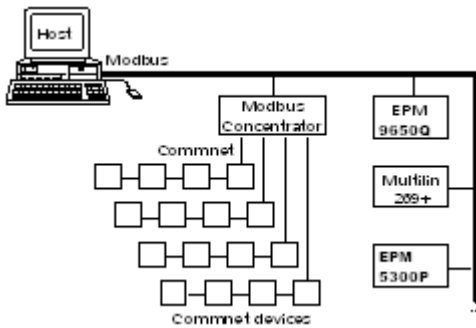 Host
Modbus
Modbus
Concentrator
EPM
9650Q
Commnet
Multilin
269+
EPM
5300P
Commnet devices